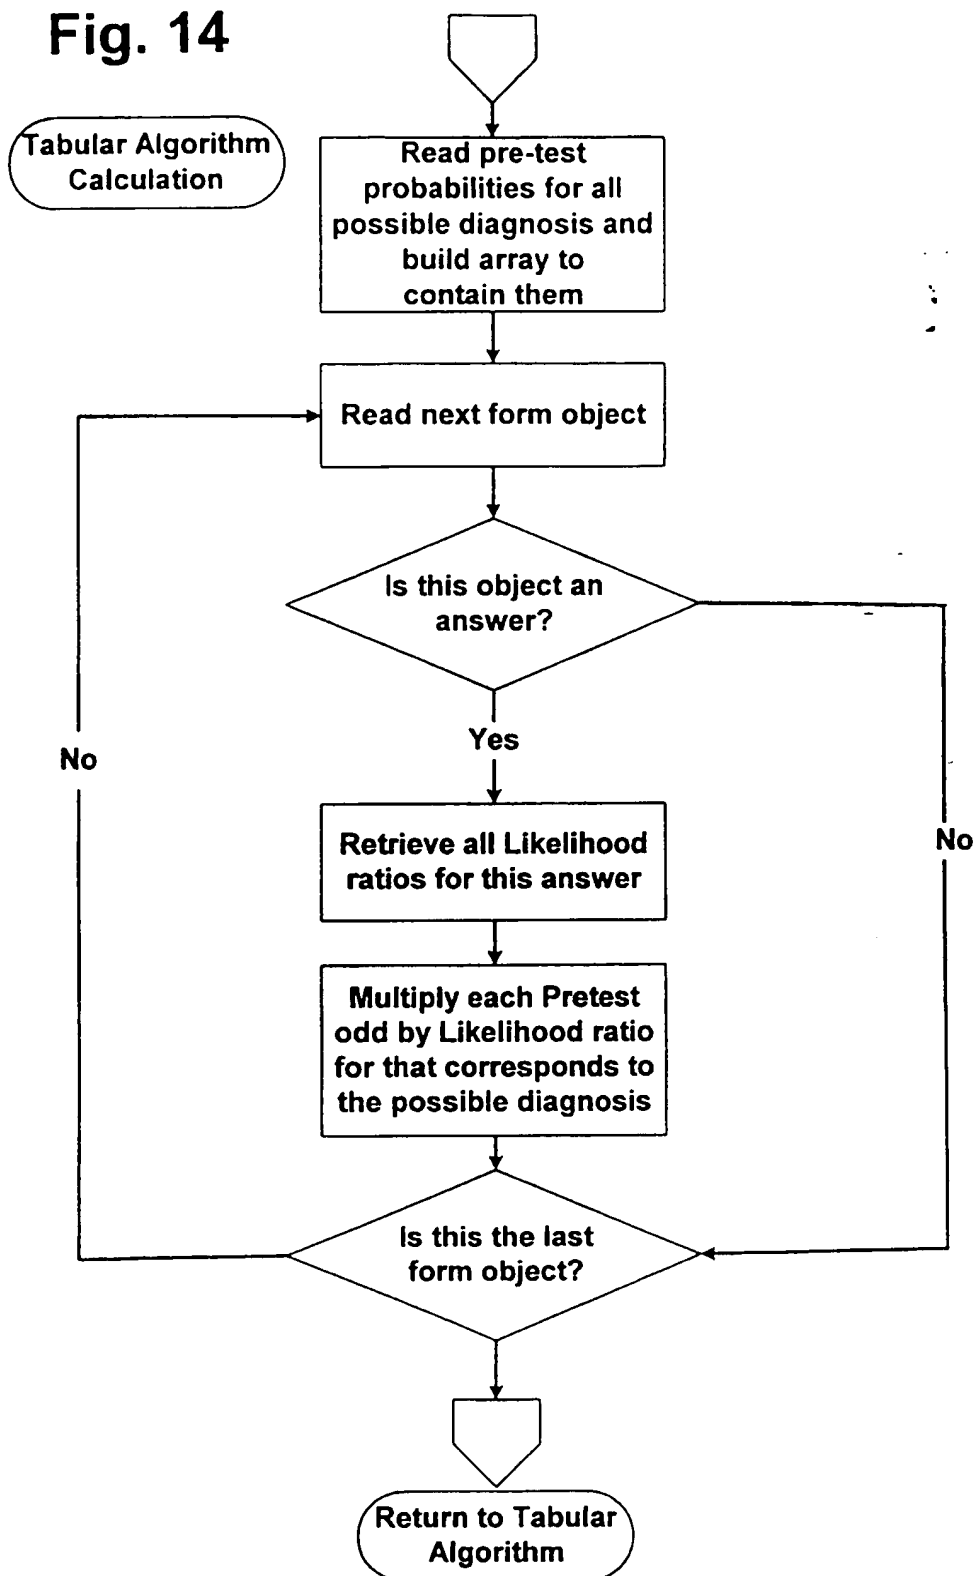 Fig. 14
Tabular Algorithm
Calculation
Read pre-test
probabilities for all
possible diagnosis and
build array to
contain them
Read next form object
Is this object an
answer?
Yes
No
No
Retrieve all Likelihood
ratios for this answer
Multiply each Pretest
odd by Likelihood ratio
for that corresponds to
the possible diagnosis
Is this the last
form object?
Return to Tabular
Algorithm